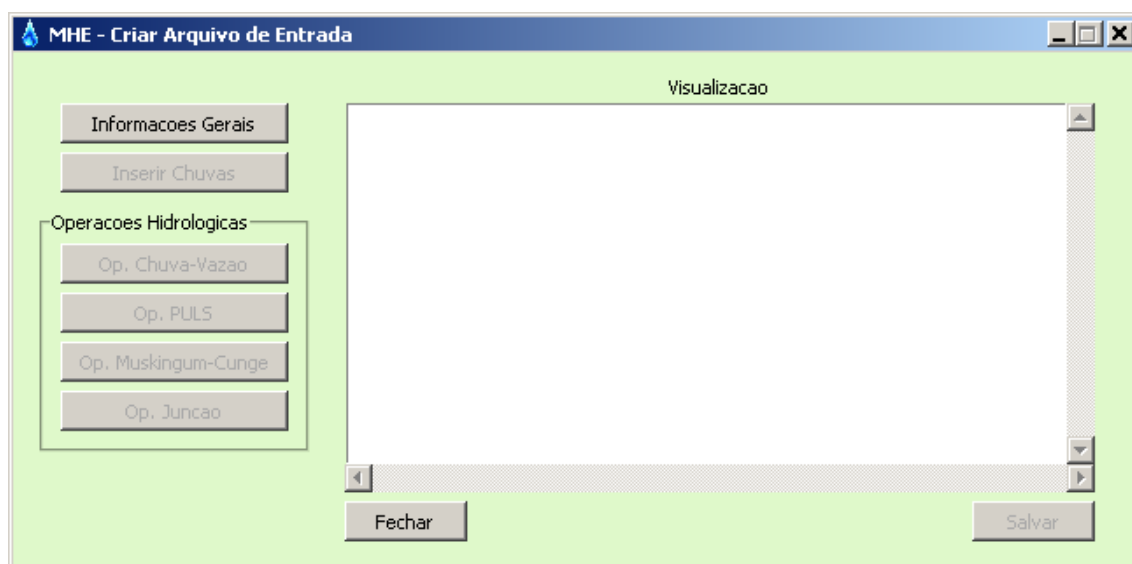 MHE - Criar Arquivo de Entrada
Visualizacao
Informacoes Gerais
Inserir Chuvas
Operacoes Hidrologicas
Op. Chuva-Vazao
Op. PULS
Op. Muskingum-Cunge
Op. Juncao
Fechar
Salvar